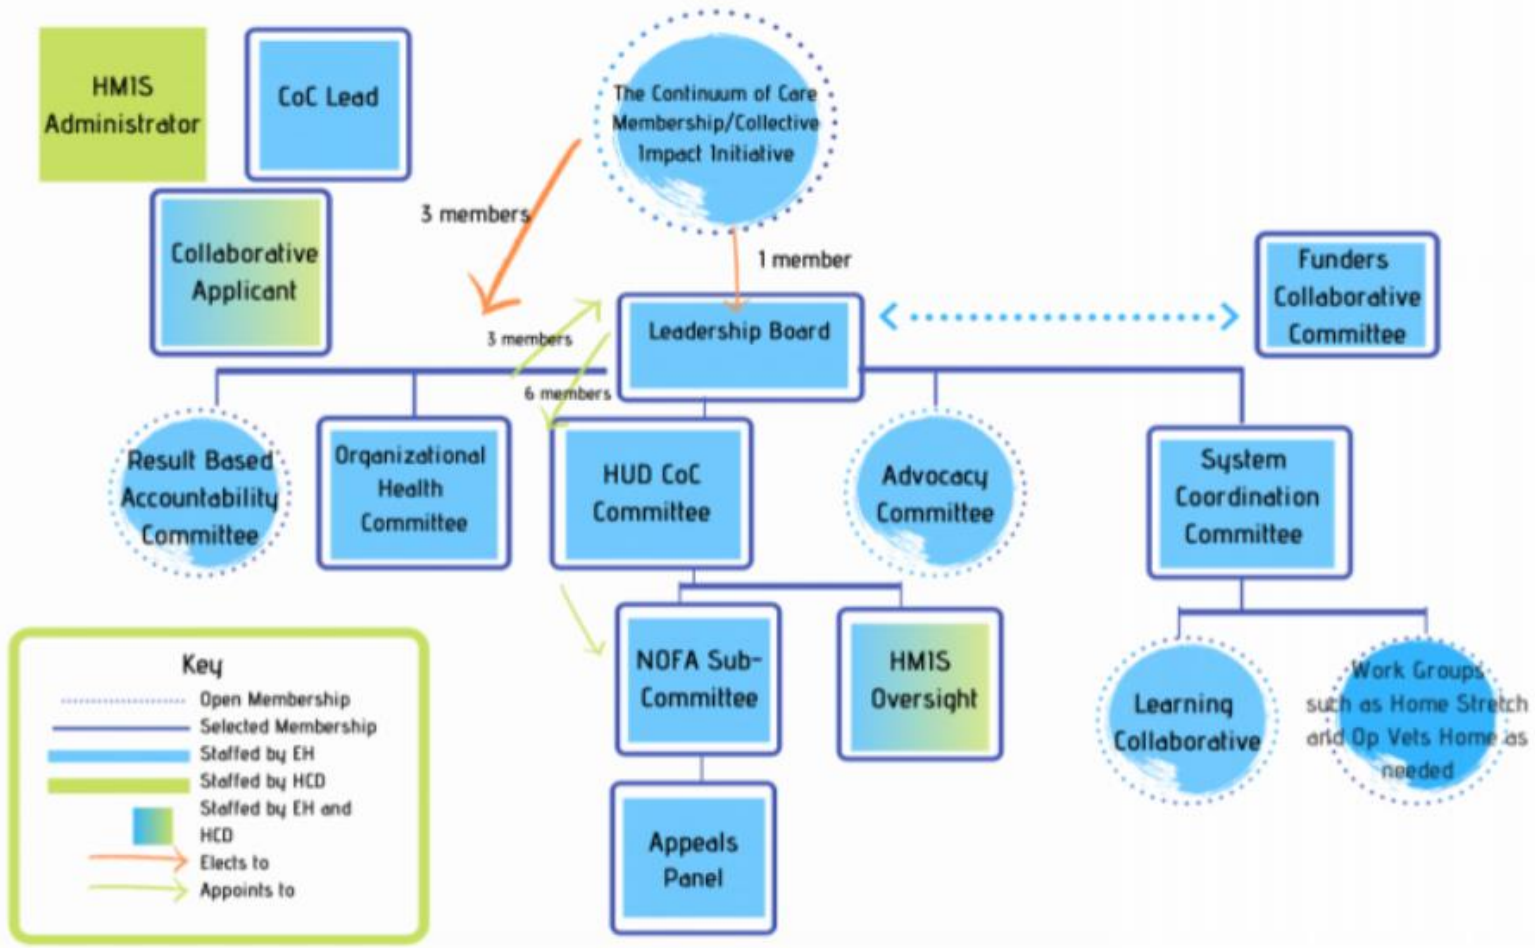 HMIS
Administrator
CoC Lead
The Continuum of Care
Membership/Collective
Impact Initiative
Collaborative
Applicant
3 members
1 member
Funders
Collaborative
Committee
3 members
Leadership Board
6 members
Result Based
Accountability
Committee
Organizational
Health
Committee
HUD CoC
Committee
Advocacy
Committee
System
Coordination
Committee
NOFA Sub-
Committee
HMIS
Oversight
Learning
Collaborative
Work Groups
such as Home Stretch
and Op Vets Home as
needed
Appeals
Panel
Key
Open Membership
Selected Membership
Staffed by EH
Staffed by HCD
Staffed by EH and
HCD
Elects to
Appoints to